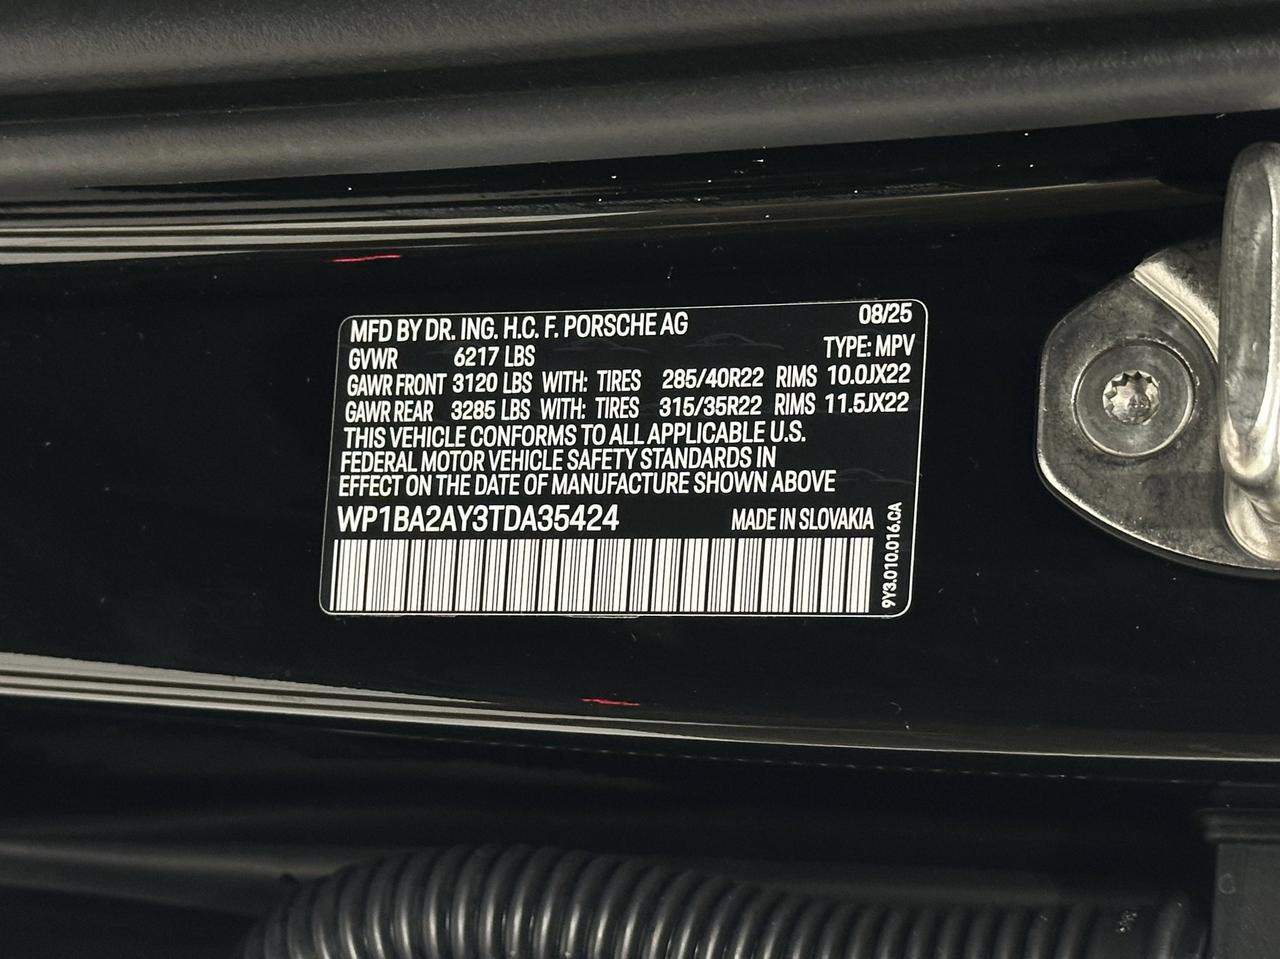 MFD BY DR. ING. H.C. F. PORSCHE AG 08/25
GVWR 6217 LBS TYPE: MPV
GAWR FRONT 3120 LBS WITH: TIRES 285/40R22 RIMS 10.0JX22
GAWR REAR 3285 LBS WITH: TIRES 315/35R22 RIMS 11.5JX22
THIS VEHICLE CONFORMS TO ALL APPLICABLE U.S.
FEDERAL MOTOR VEHICLE SAFETY STANDARDS IN
EFFECT ON THE DATE OF MANUFACTURE SHOWN ABOVE
WP1BA2AY3TDA35424 MADE IN SLOVAKIA
9Y3.010.016.CA